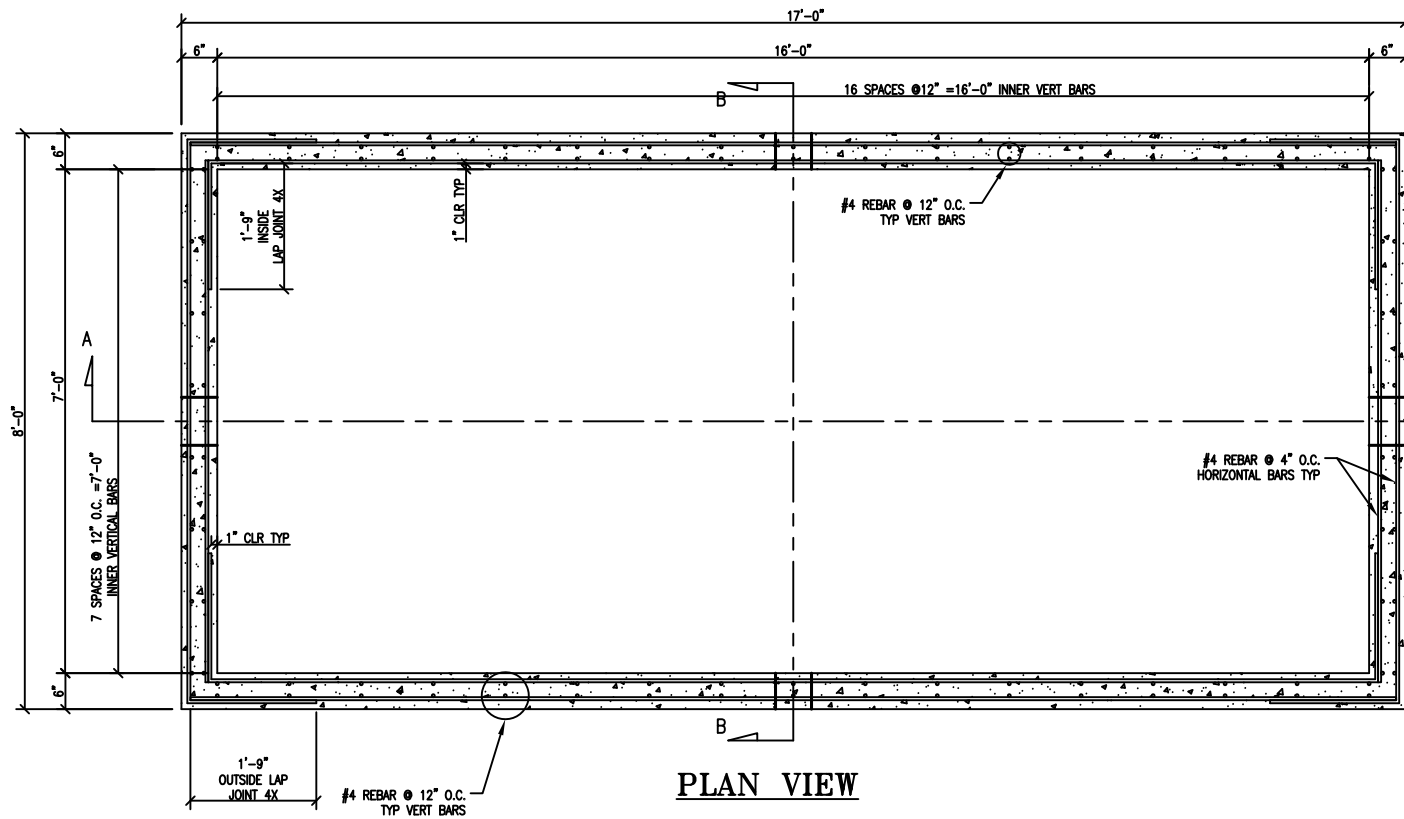 17'-0"
6"
16'-0"
6"
B
16 SPACES @12" =16'-0" INNER VERT BARS
6"
1'-9"
INSIDE
LAP JOINT 4X
1" CLR TYP
#4 REBAR @ 12" O.C.
TYP VERT BARS
A
8'-0"
7'-0"
7 SPACES @ 12" O.C. =7'-0"
INNER VERTICAL BARS
#4 REBAR @ 4" O.C.
HORIZONTAL BARS TYP
1" CLR TYP
6"
B
1'-9"
OUTSIDE LAP
JOINT 4X
#4 REBAR @ 12" O.C.
TYP VERT BARS
PLAN VIEW